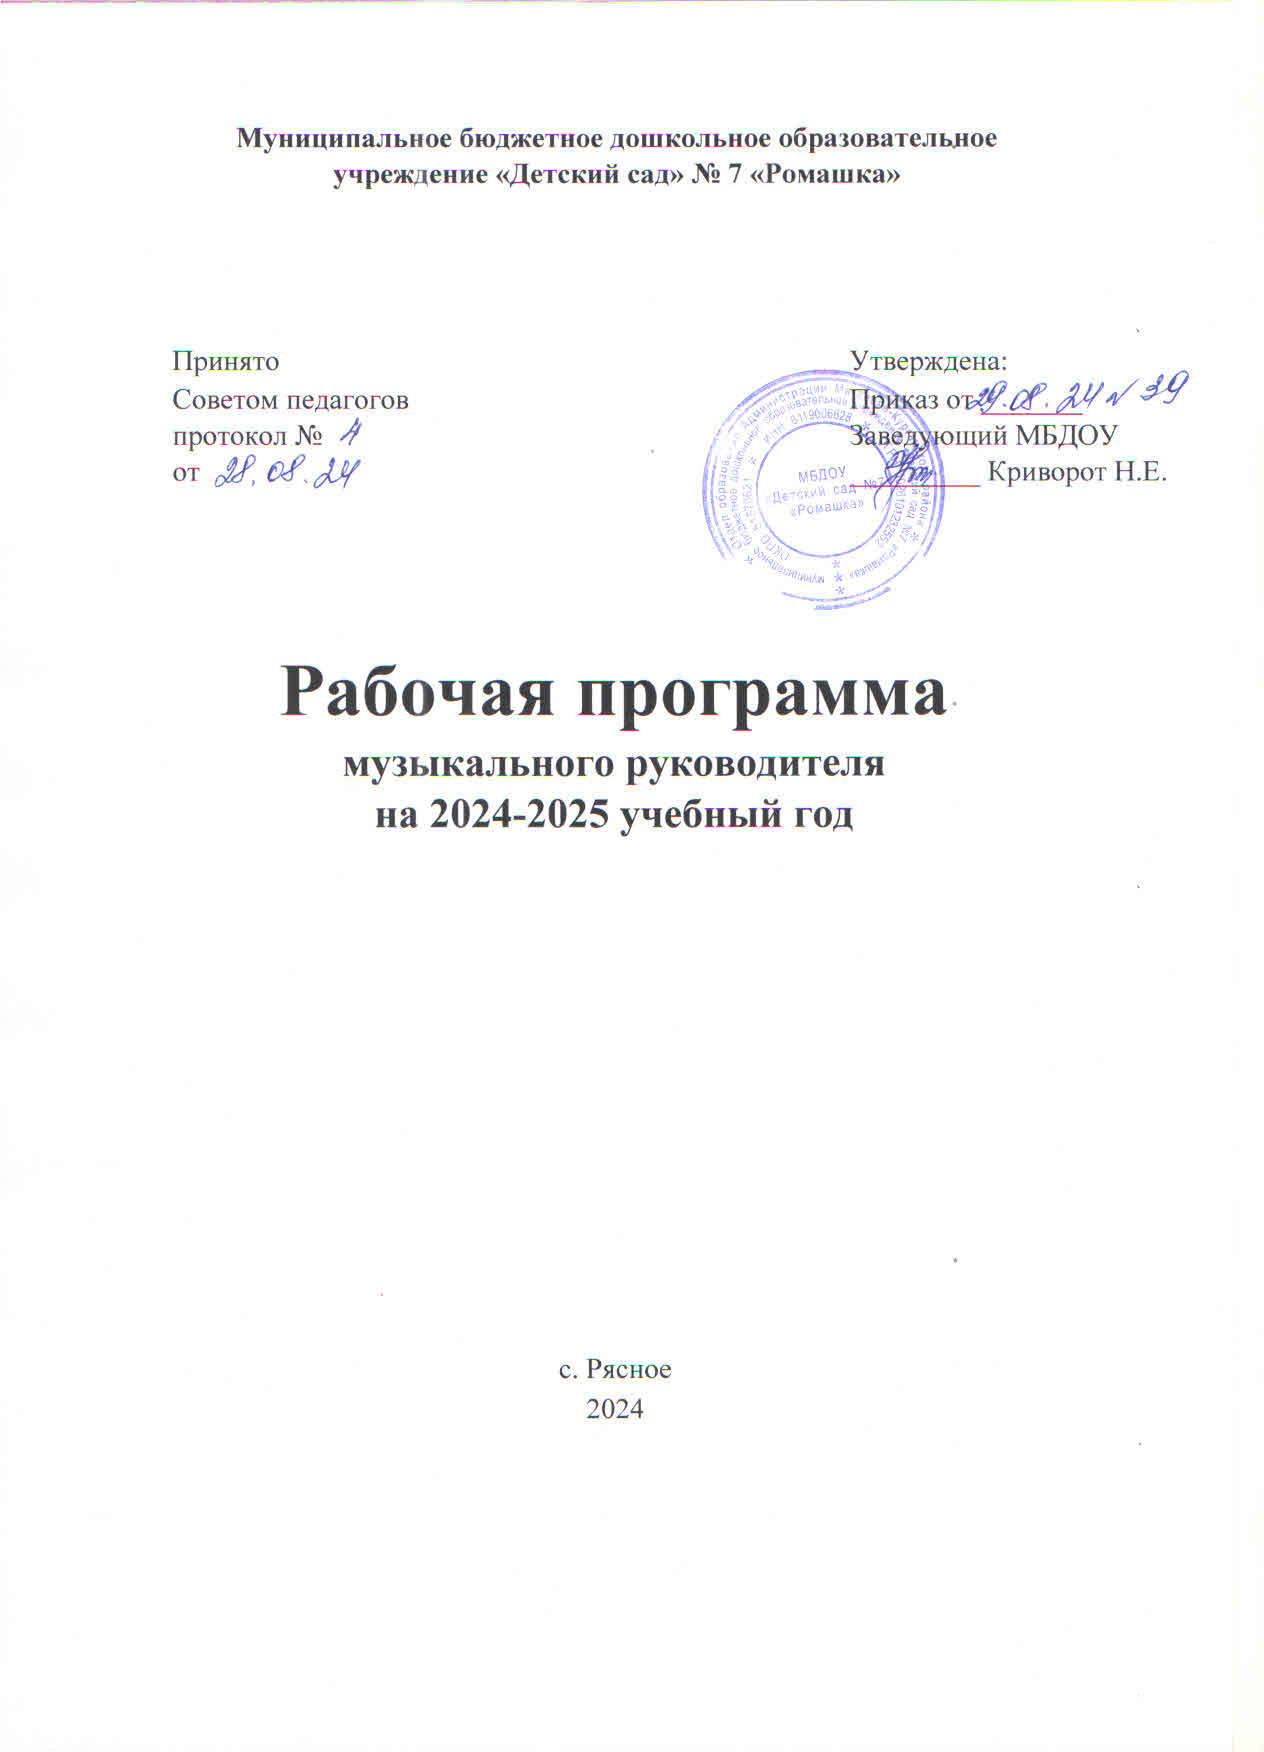 Муниципальное бюджетное дошкольное образовательное
учреждение «Детский сад» № 7 «Ромашка»
Принято
Советом педагогов
протокол № 1
от 28.08.24
Утверждена:
Приказ от 29.08.24 № 39
Заведующий МБДОУ
Криворот Н.Е.
МБДОУ
«Детский сад №7
«Ромашка»
Рабочая программа
музыкального руководителя
на 2024-2025 учебный год
с. Рясное
2024